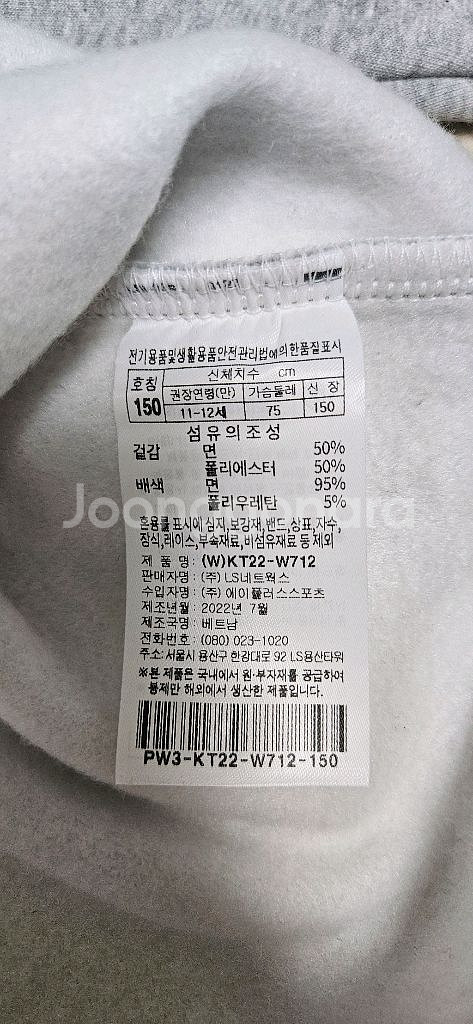 전기용품및생활용품안전관리법에의한품질표시
호칭 신체치수 cm
150 권장연령(만) 가슴둘레 신 장
11-12세 75 150
섬유의조성
겉감 면 50%
폴리에스터 50%
배색 면 95%
폴리우레탄 5%
혼용률 표시에 심지,보강재,밴드,상표,자수,
장식,레이스,부속재료,비섬유재료 등 제외
제 품 명: (W)KT22-W712
판매자명: (주) LS네트웍스
수입자명: (주) 에이플러스스포츠
제조년월: 2022년 7월
제조국명: 베트남
전화번호: (080) 023-1020
주소: 서울시 용산구 한강대로 92 LS용산타워
※본 제품은 국내에서 원·부자재를 공급하여
봉제만 해외에서 생산한 제품입니다.
PW3-KT22-W712-150